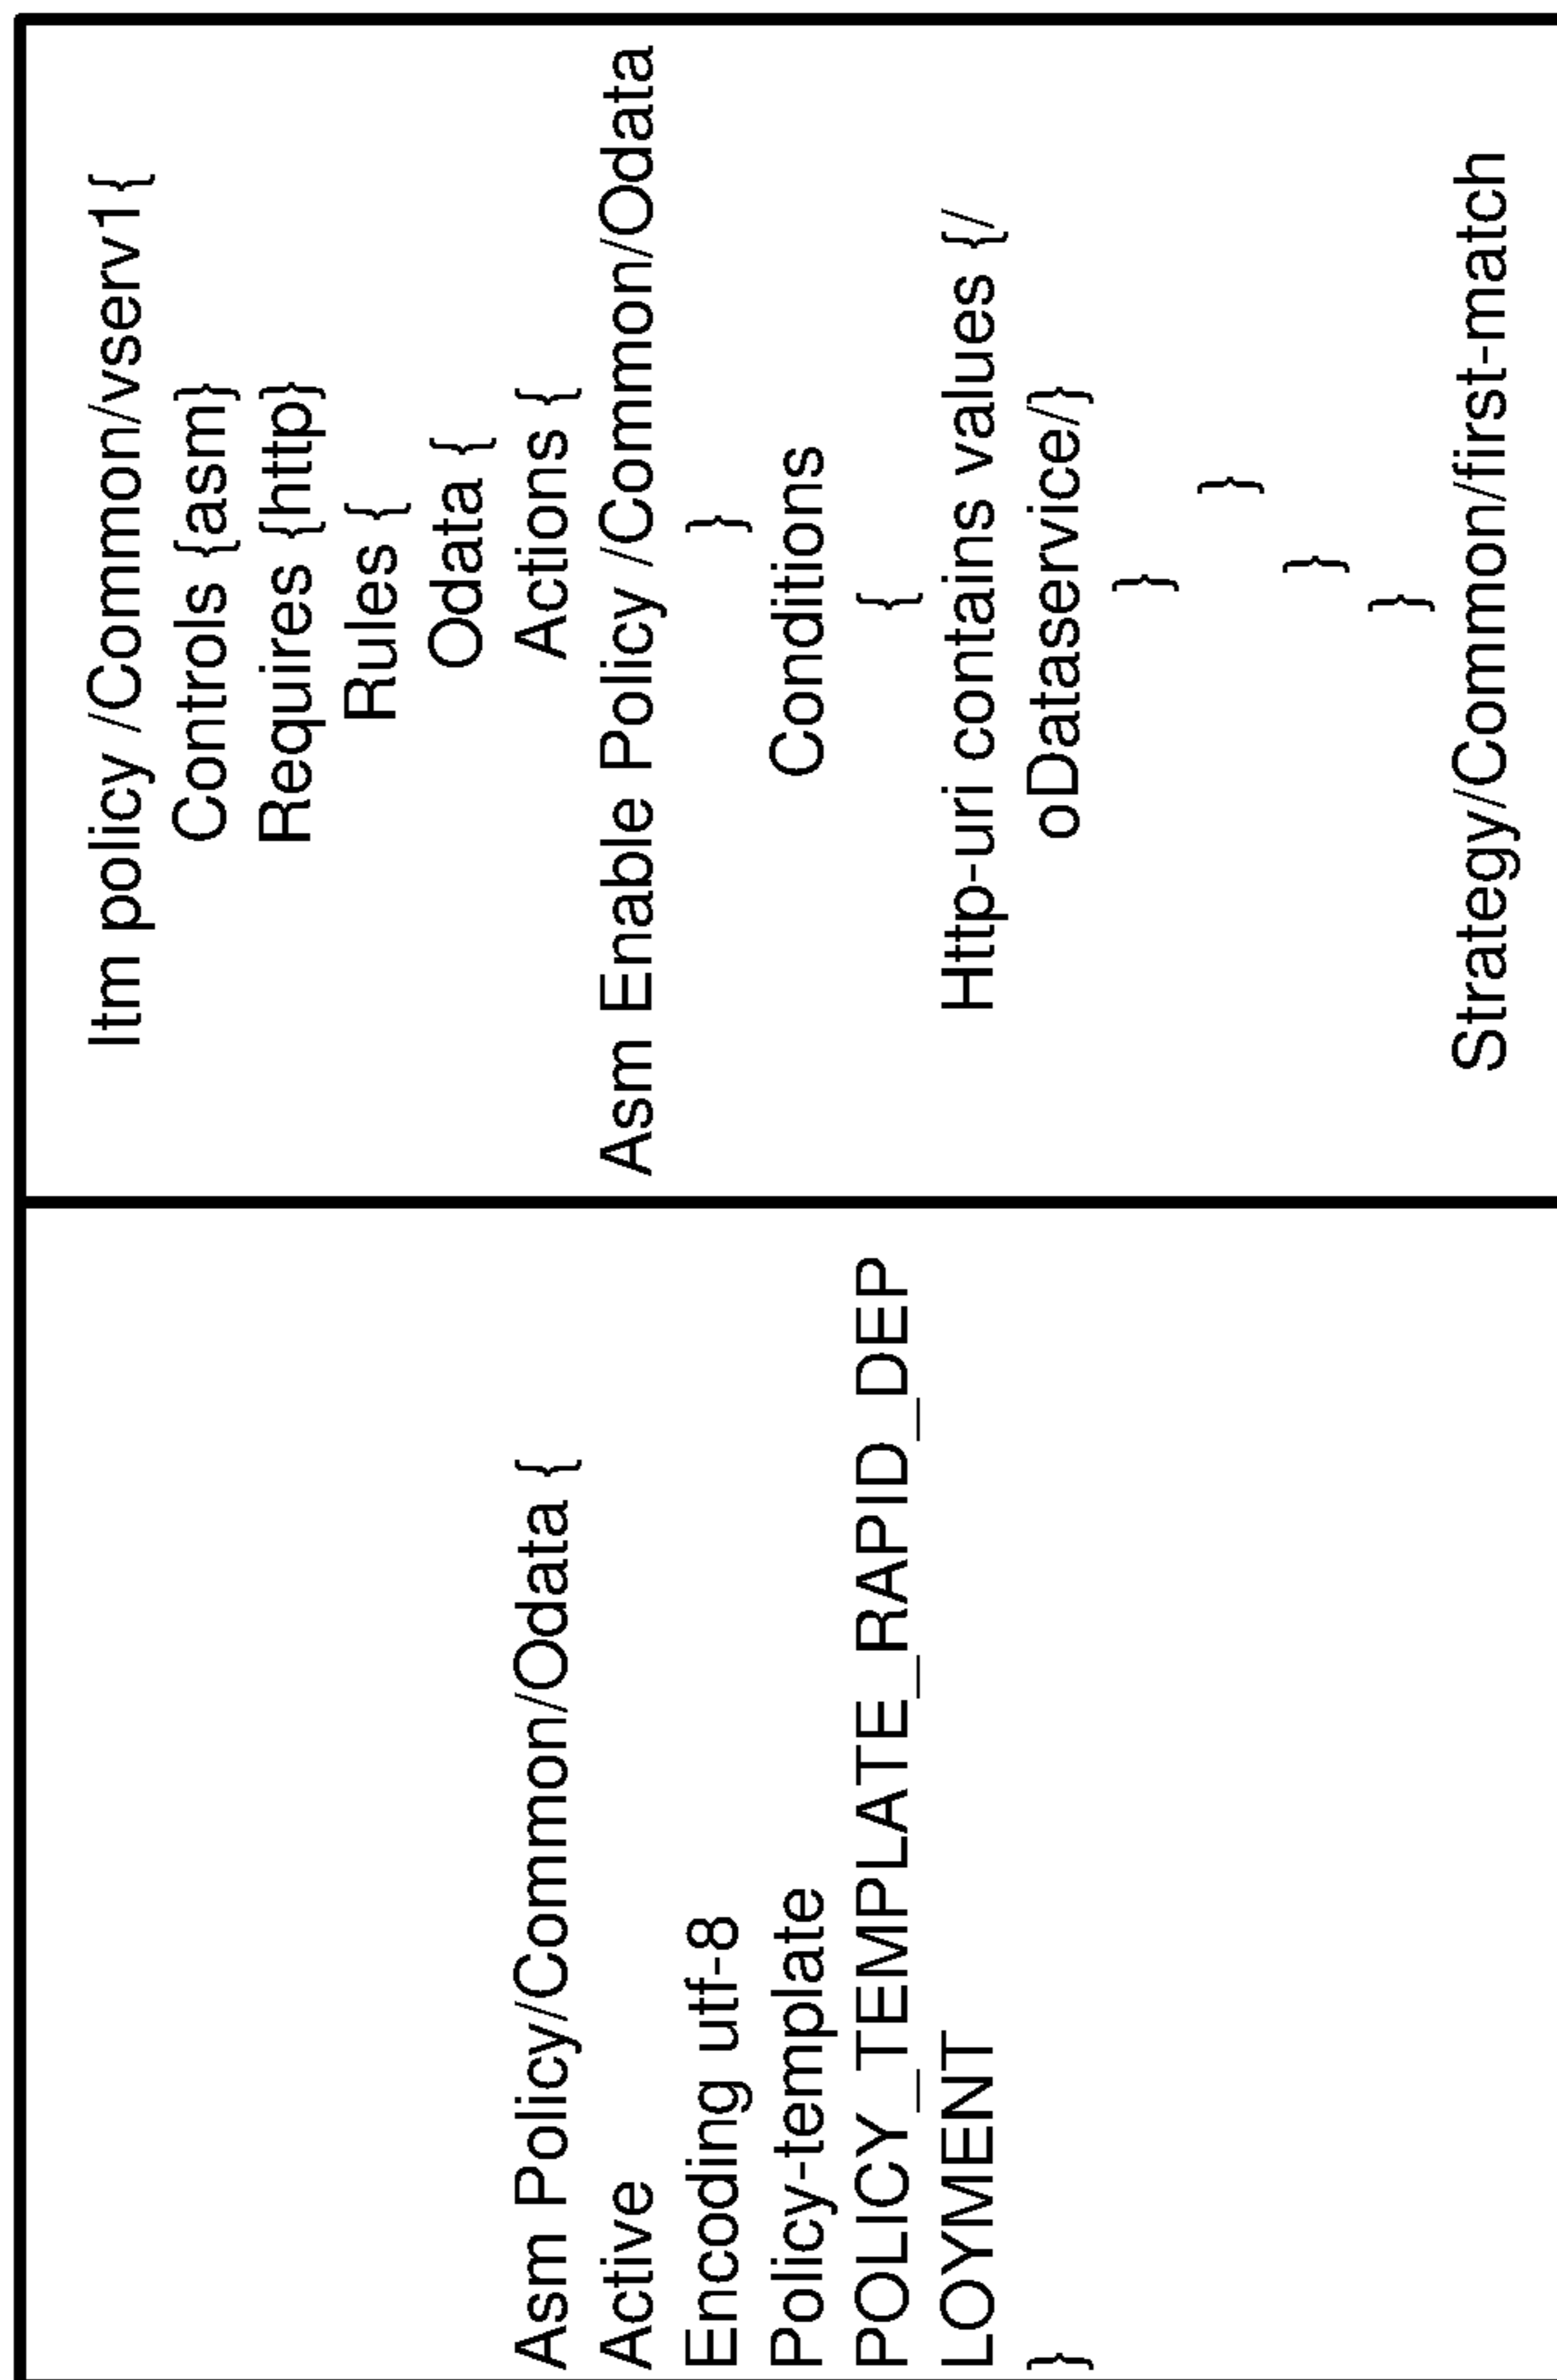 Asm Policy/Common/Odata {
Active
Encoding utf-8
Policy-template
POLICY_TEMPLATE_RAPID_DEP
LOYMENT
}
ltm policy /Common/vserv1{
Controls {asm}
Requires {http}
Rules {
Odata {
Actions {
Asm Enable Policy /Common/Odata
}
Conditions
{
Http-uri contains values {/
oDataservice/}
}
}
}
}
Strategy/Common/first-match